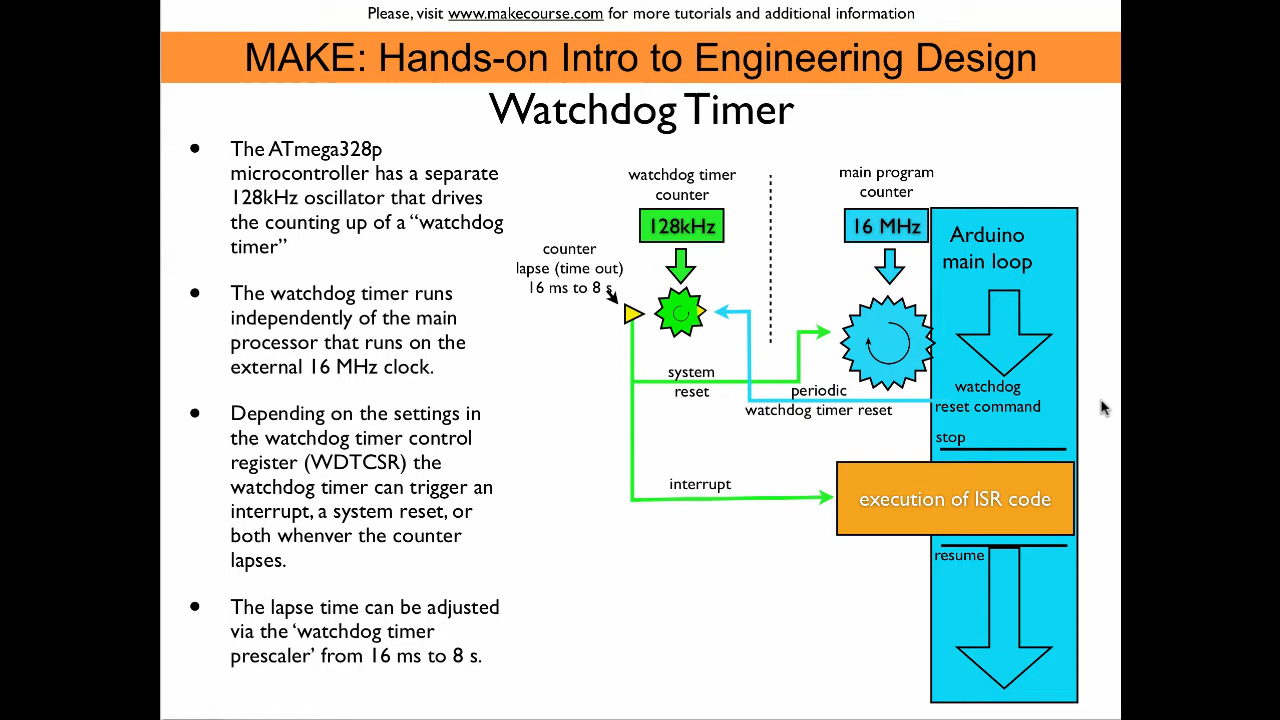 Please, visit www.makecourse.com for more tutorials and additional information
MAKE: Hands-on Intro to Engineering Design
Watchdog Timer
• The ATmega328p
microcontroller has a separate
128kHz oscillator that drives
the counting up of a “watchdog
timer”
• The watchdog timer runs
independently of the main
processor that runs on the
external 16 MHz clock.
• Depending on the settings in
the watchdog timer control
register (WDTCSR) the
watchdog timer can trigger an
interrupt, a system reset, or
both whenver the counter
lapses.
• The lapse time can be adjusted
via the ‘watchdog timer
prescaler’ from 16 ms to 8 s.
watchdog timer
counter
128kHz
counter
lapse (time out)
16 ms to 8 s
main program
counter
16 MHz
Arduino
main loop
system
reset
periodic
watchdog timer reset
watchdog
reset command
stop
interrupt
execution of ISR code
resume